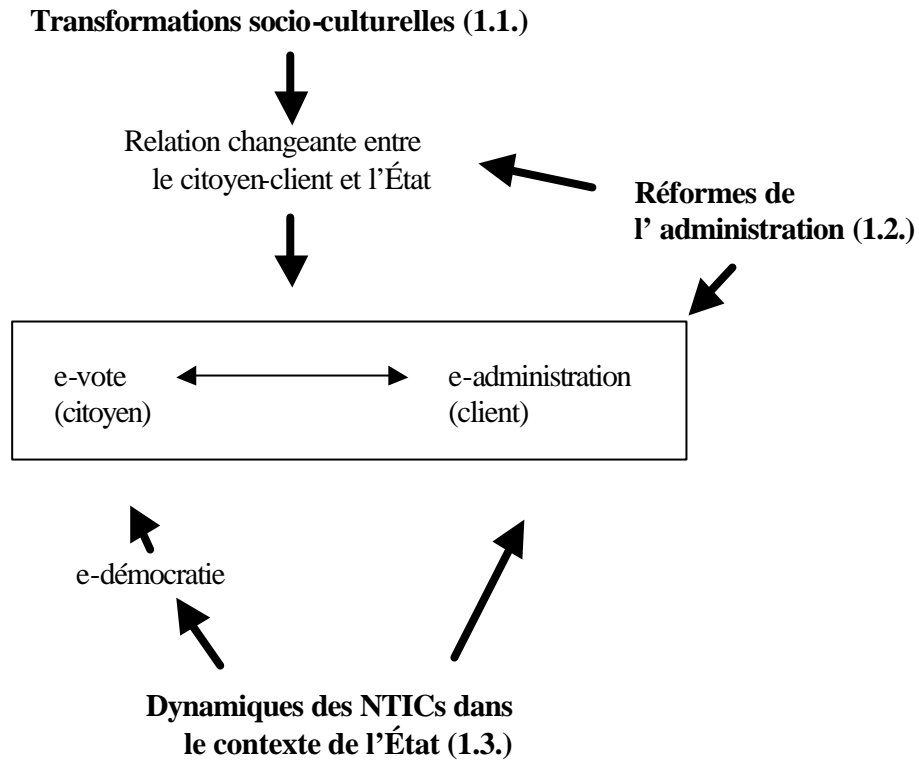 Transformations socio-culturelles (1.1.)
Relation changeante entre
le citoyen-client et l’État
Réformes de
l’ administration (1.2.)
e-vote
(citoyen)
e-administration
(client)
e-démocratie
Dynamiques des NTICs dans
le contexte de l’État (1.3.)